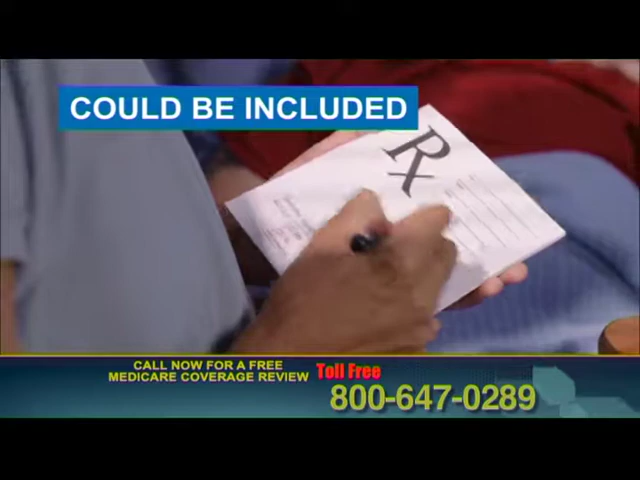 COULD BE INCLUDED
Rx
CALL NOW FOR A FREE
MEDICARE COVERAGE REVIEW
Toll Free
800-647-0289